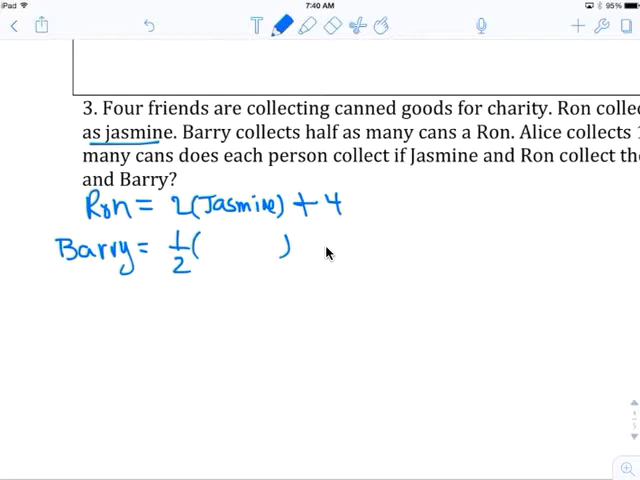 iPad 7:40 AM 95%
T
3. Four friends are collecting canned goods for charity. Ron colle
as jasmine. Barry collects half as many cans a Ron. Alice collects 1
many cans does each person collect if Jasmine and Ron collect the
and Barry?
Ron = 2(Jasmine) + 4
Barry = 1/2 ( )